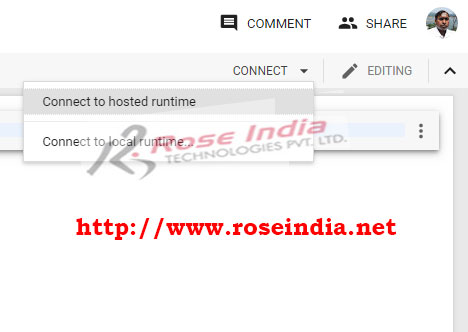 COMMENT SHARE
CONNECT EDITING
Connect to hosted runtime
Rose India
Connect to local runtime...
TECHNOLOGIES PVT. LTD.
http://www.roseindia.net